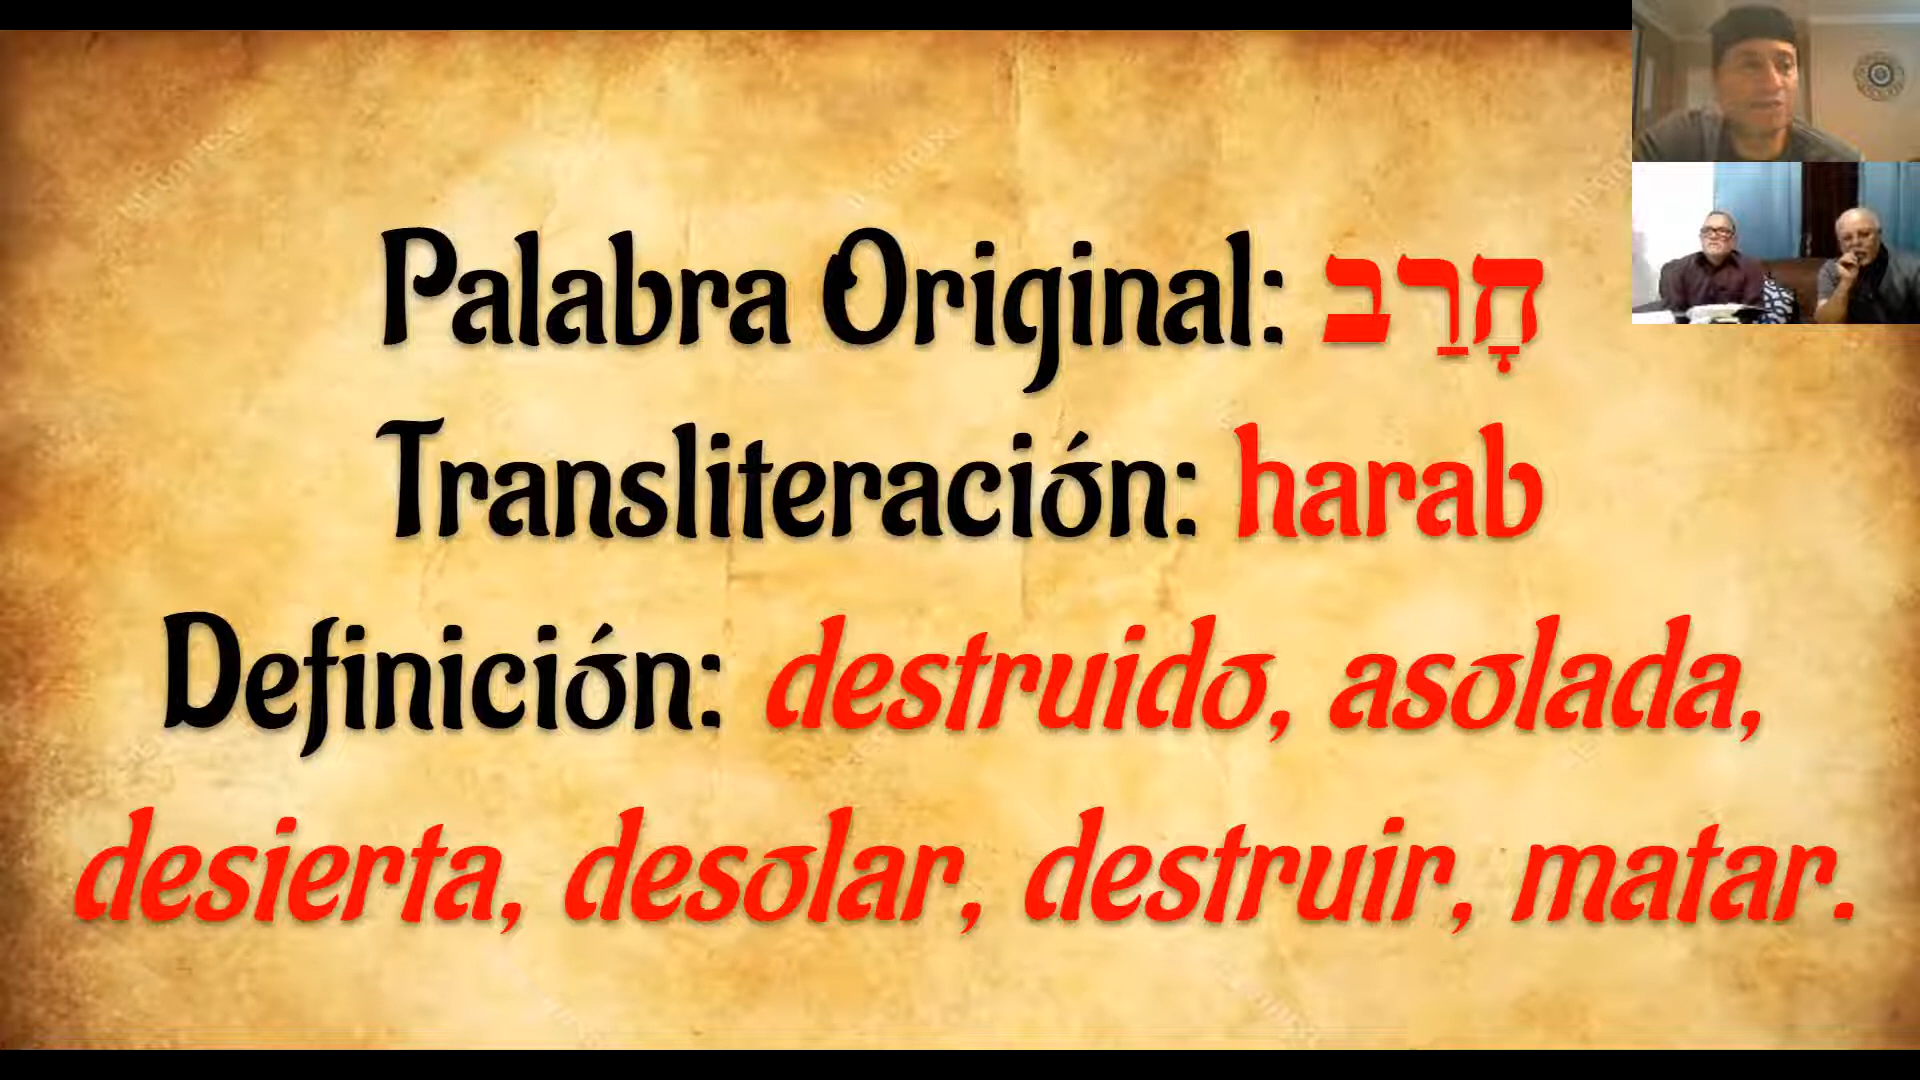 Palabra Original: חָרַב
Transliteración: harab
Definición: destruido, asolada,
desierta, desolar, destruir, matar.